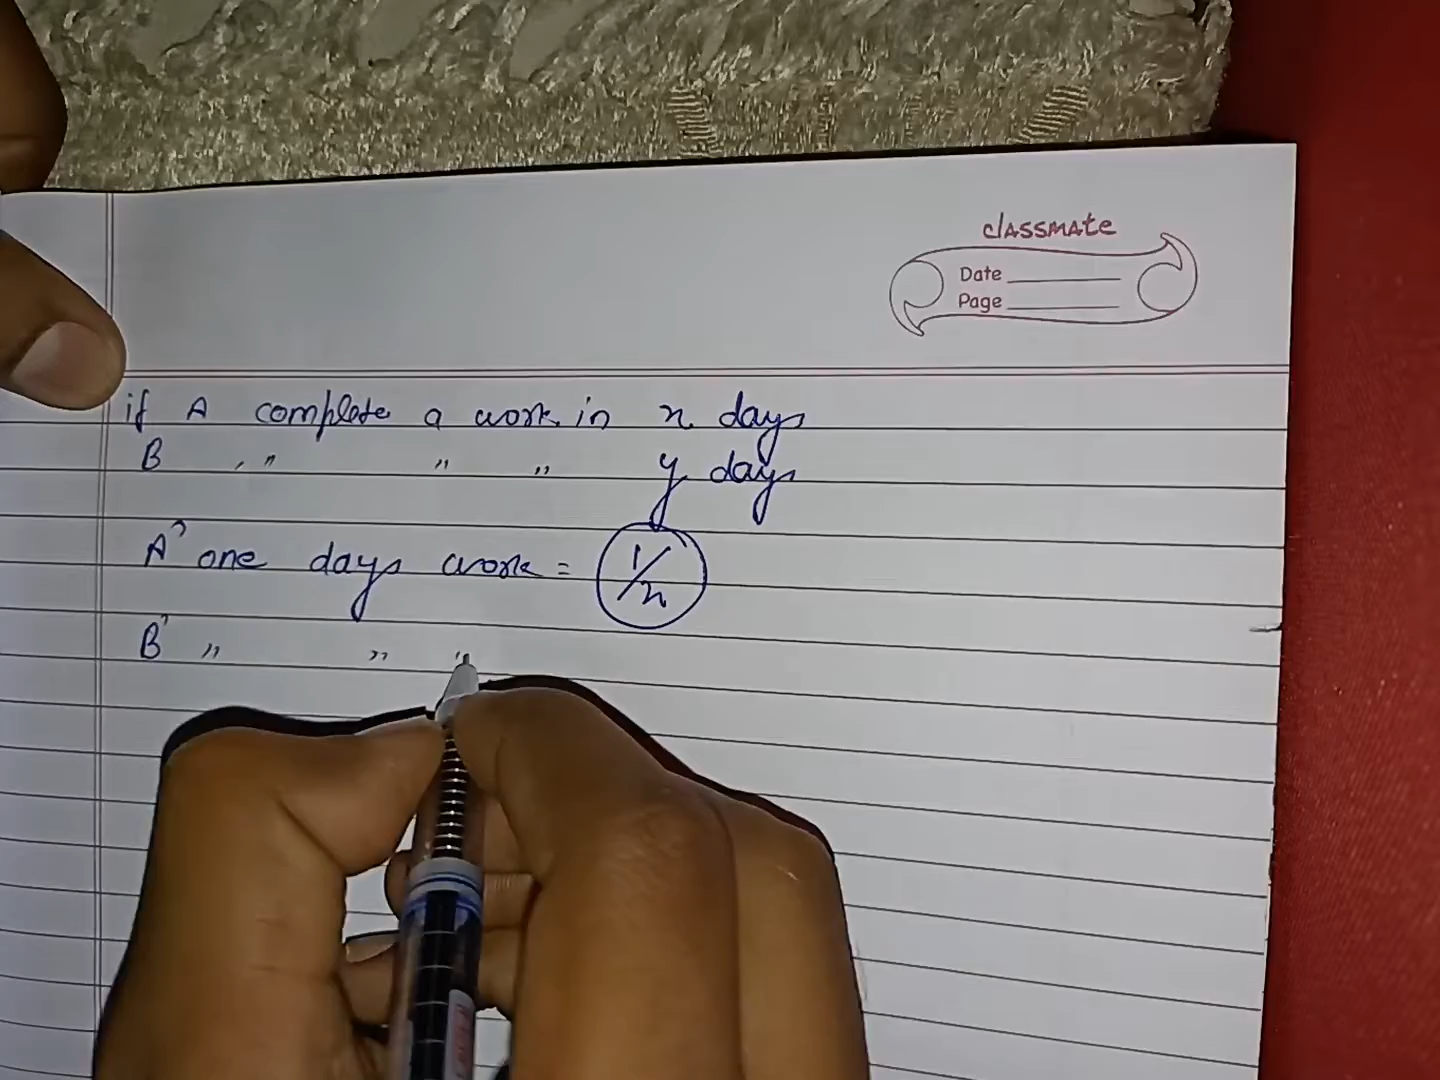 classmate
Date
Page
if A complete a work in x days
B " " " y days
A' one days work = 1/x
B' " " "